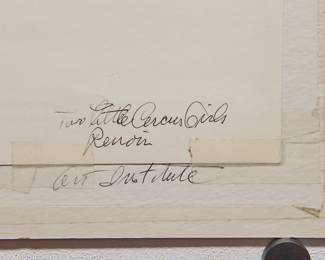 Two Little Circus Girls
Renoir
Art Institute